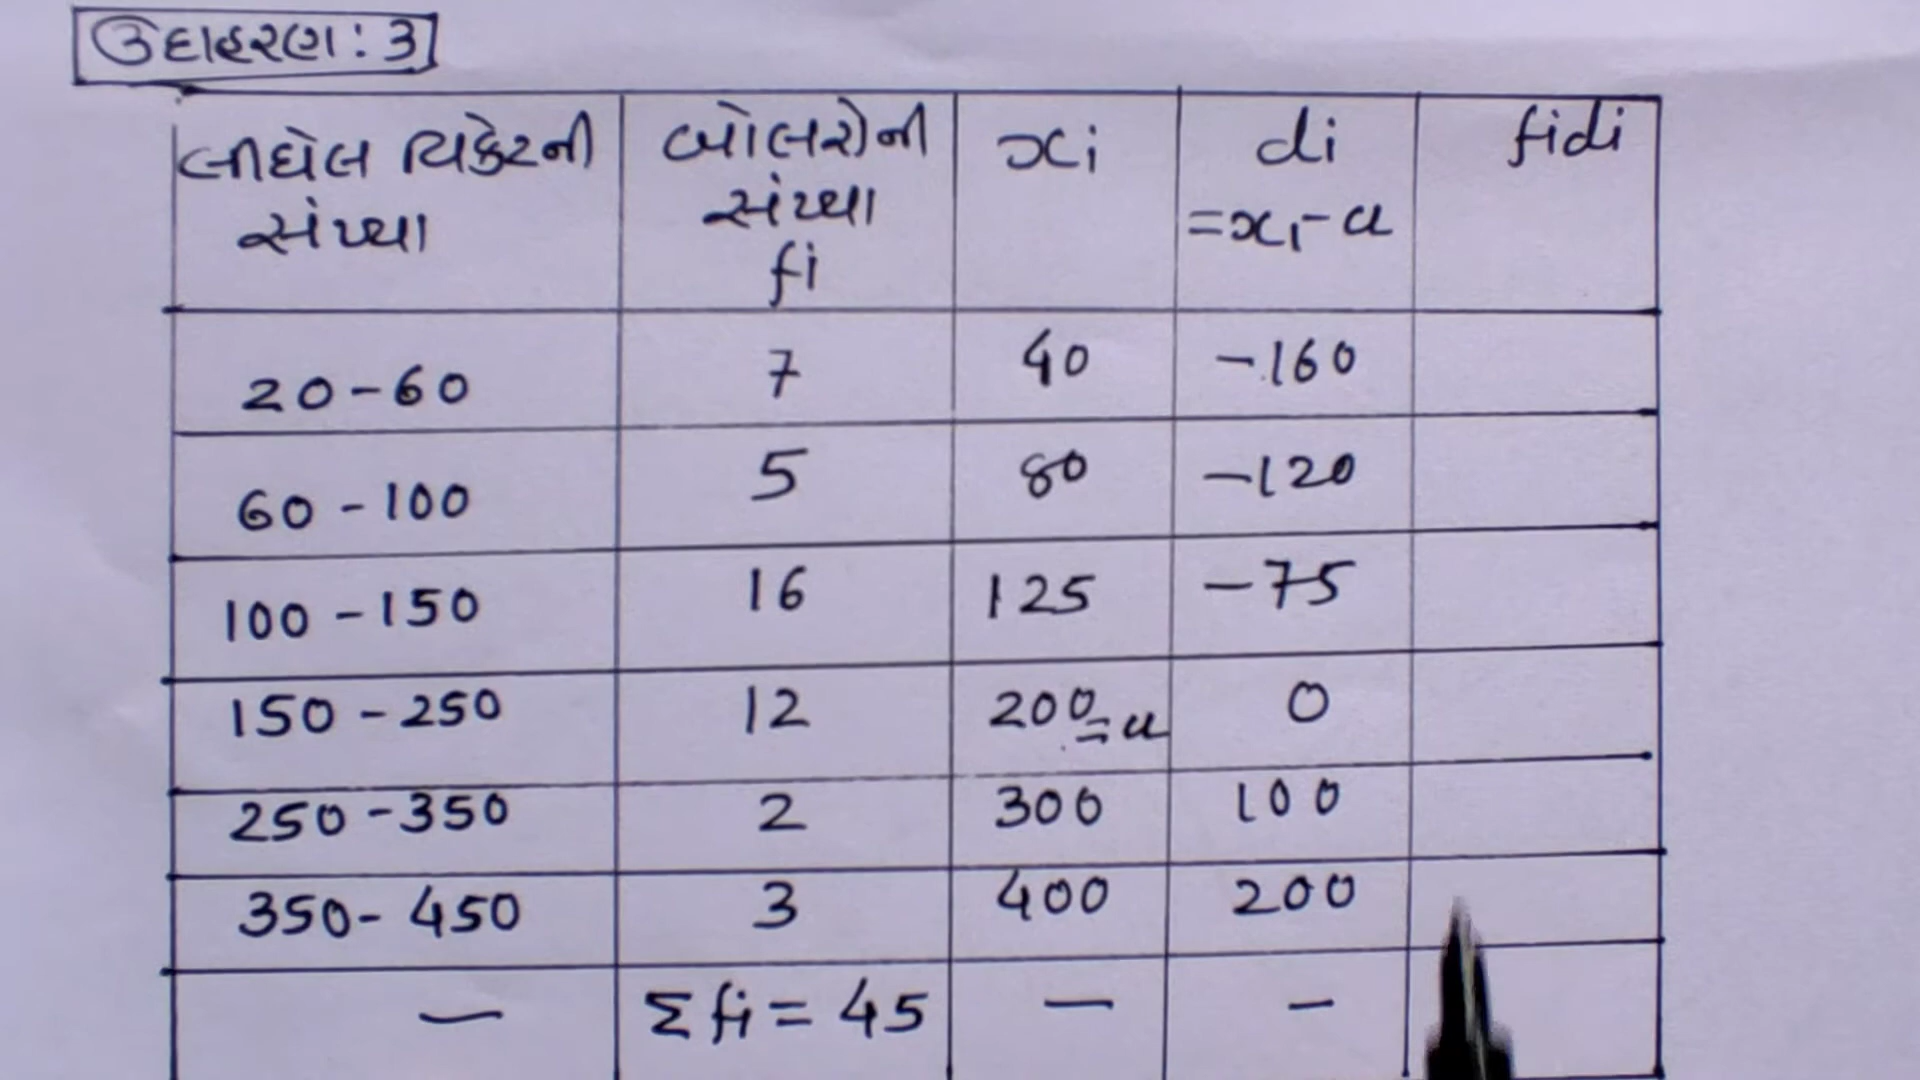 ઉદાહરણ : 3
લીધેલ વિકેટની સંખ્યા | બોલરોની સંખ્યા fi | xi | di = xi - a | fidi
20 - 60 | 7 | 40 | -160
60 - 100 | 5 | 80 | -120
100 - 150 | 16 | 125 | -75
150 - 250 | 12 | 200 = a | 0
250 - 350 | 2 | 300 | 100
350 - 450 | 3 | 400 | 200
— | Σ fi = 45 | — | —